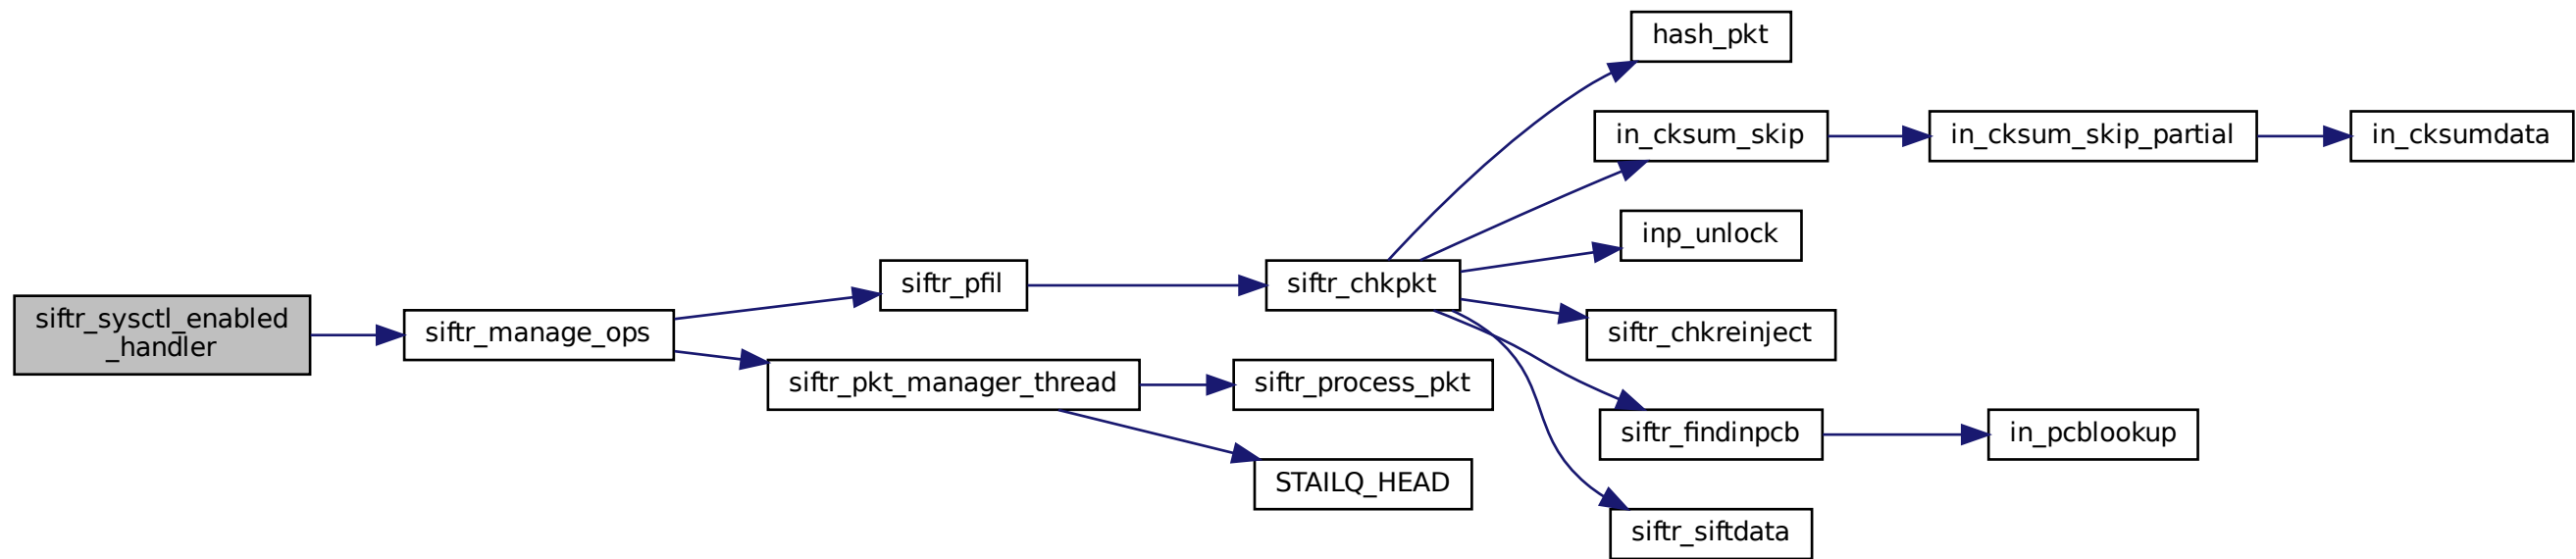 siftr_sysctl_enabled
_handler
siftr_manage_ops
siftr_pfil
siftr_pkt_manager_thread
siftr_chkpkt
siftr_process_pkt
STAILQ_HEAD
hash_pkt
in_cksum_skip
inp_unlock
siftr_chkreinject
siftr_findinpcb
siftr_siftdata
in_cksum_skip_partial
in_pcblookup
in_cksumdata